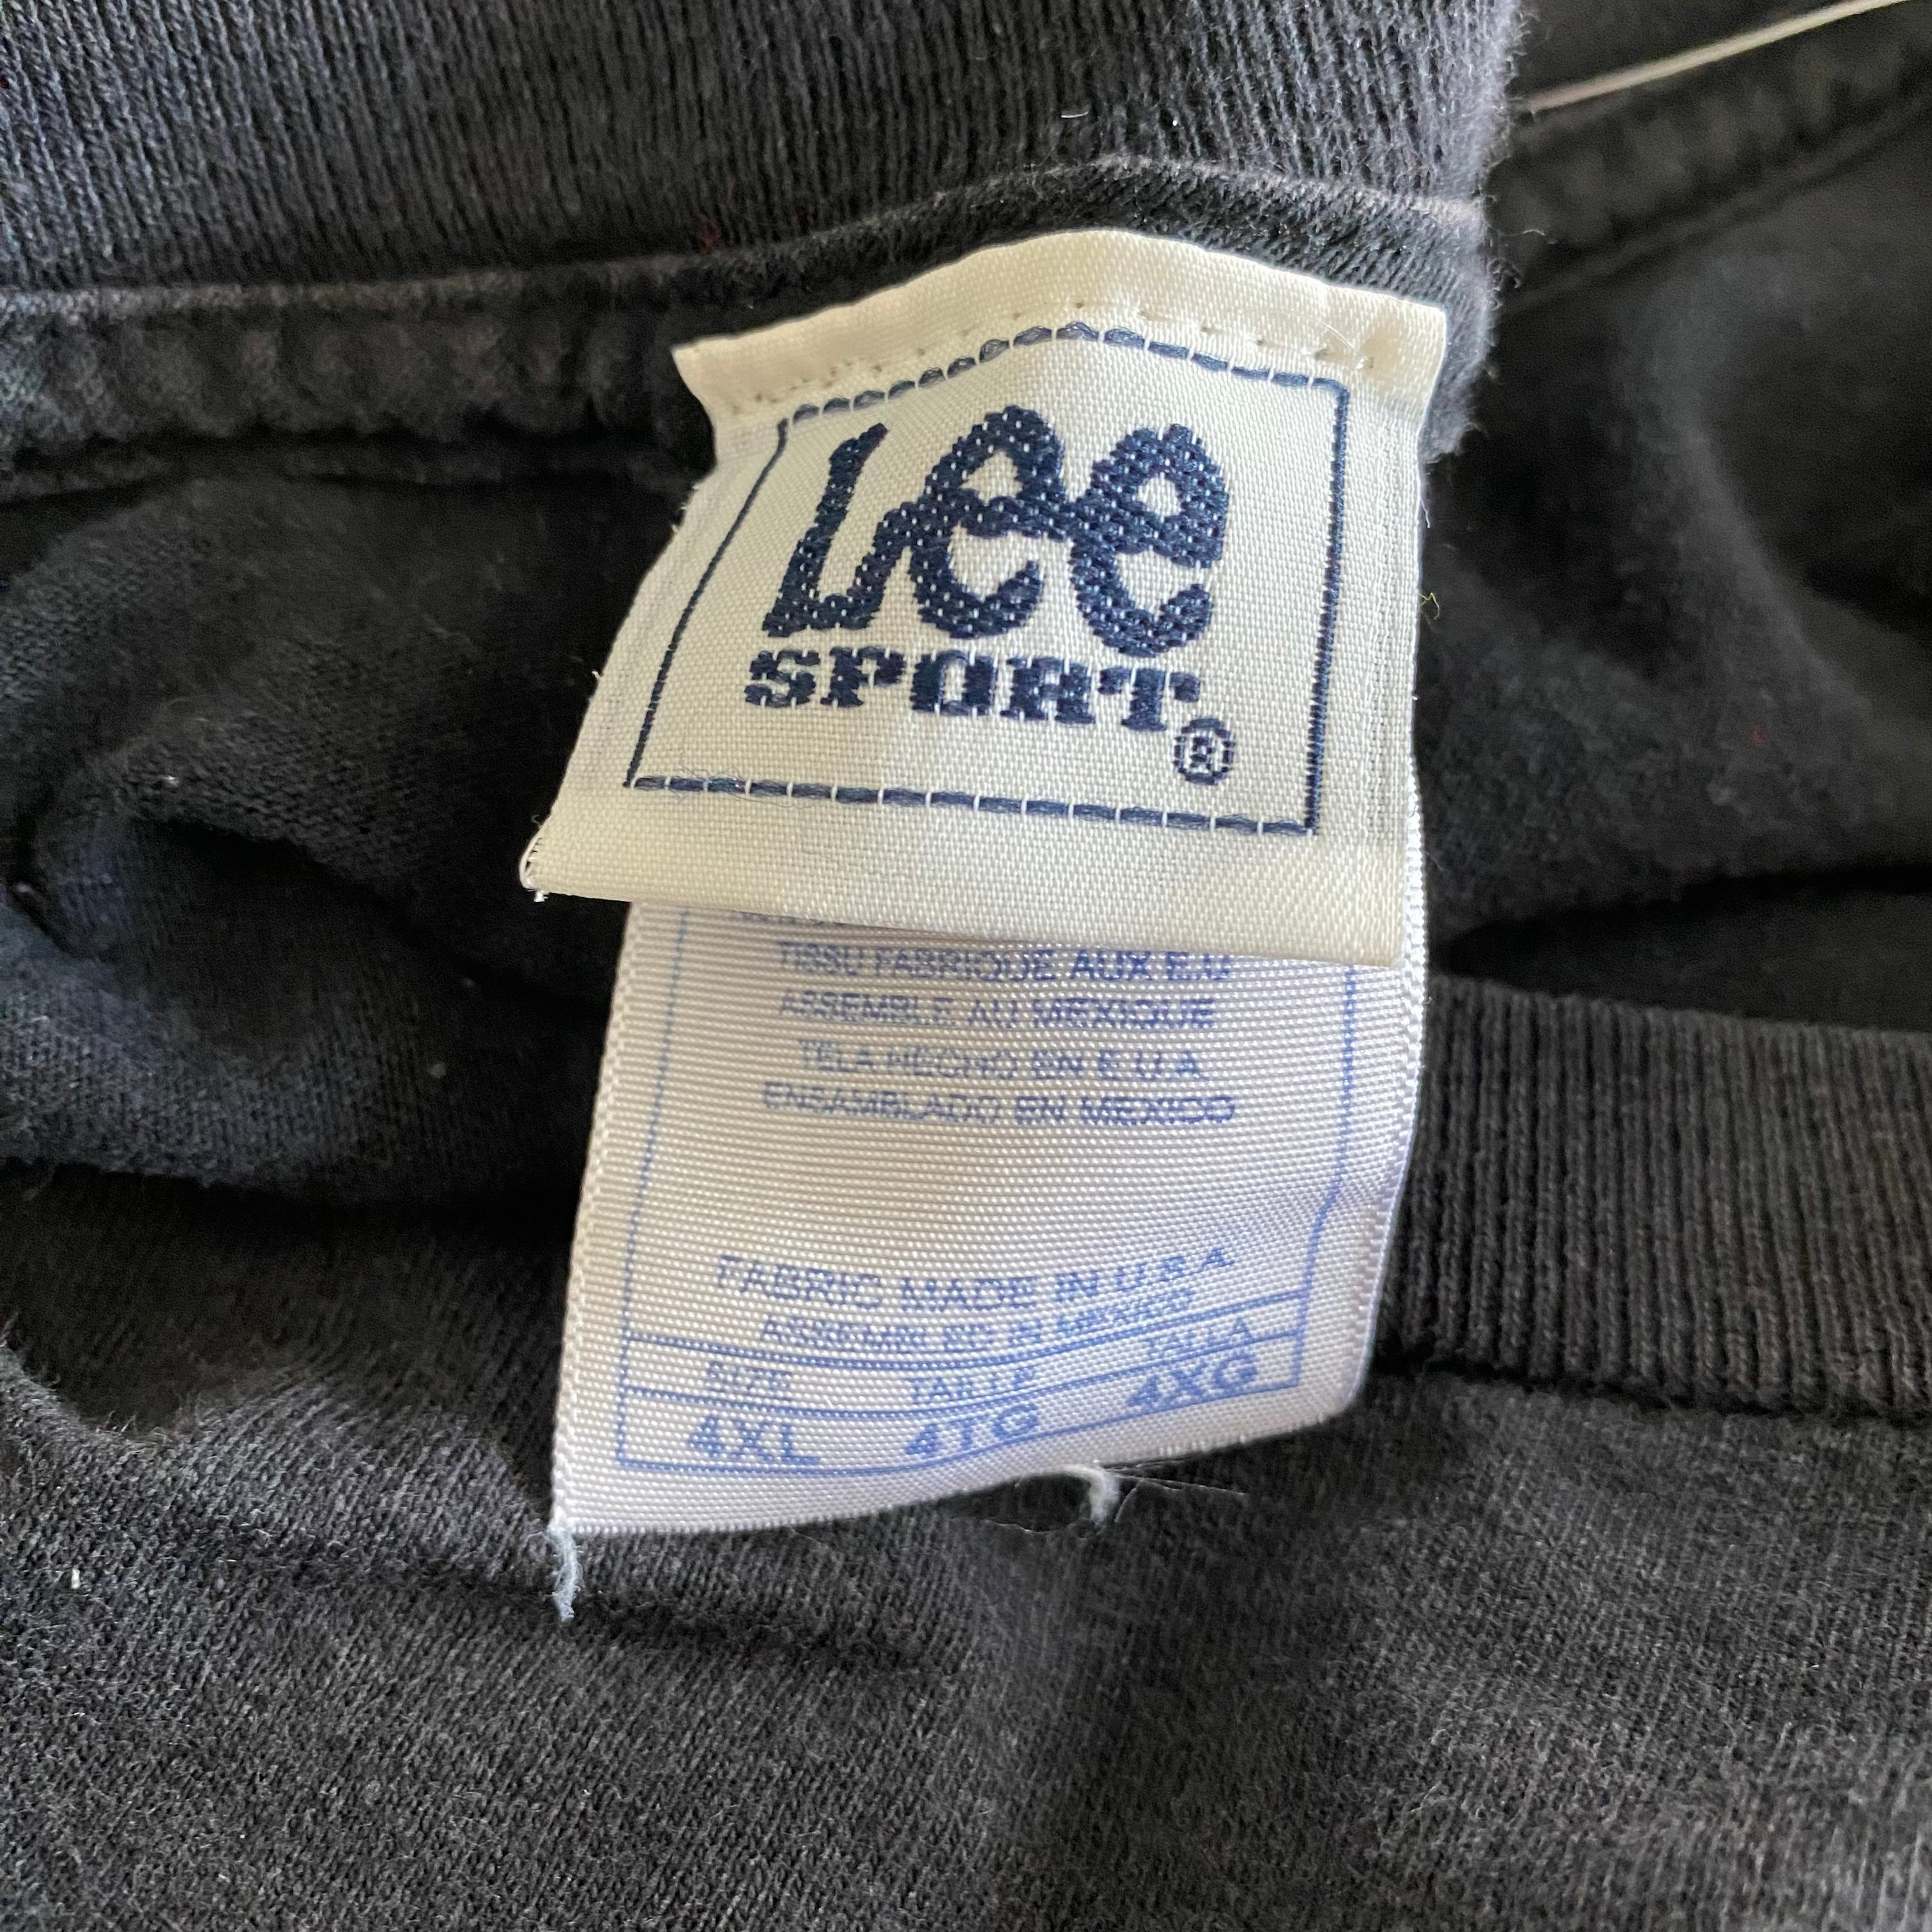 Lee
SPORT
®
TISSU FABRIQUE AUX E.U
ASSEMBLE AU MEXIQUE
TELA HECHO EN E.U.A
ENSAMBLADO EN MEXICO
FABRIC MADE IN U.S.A
ASSEMBLED IN MEXICO
SIZE TAILLE TALLA
4XL 4TG 4XG